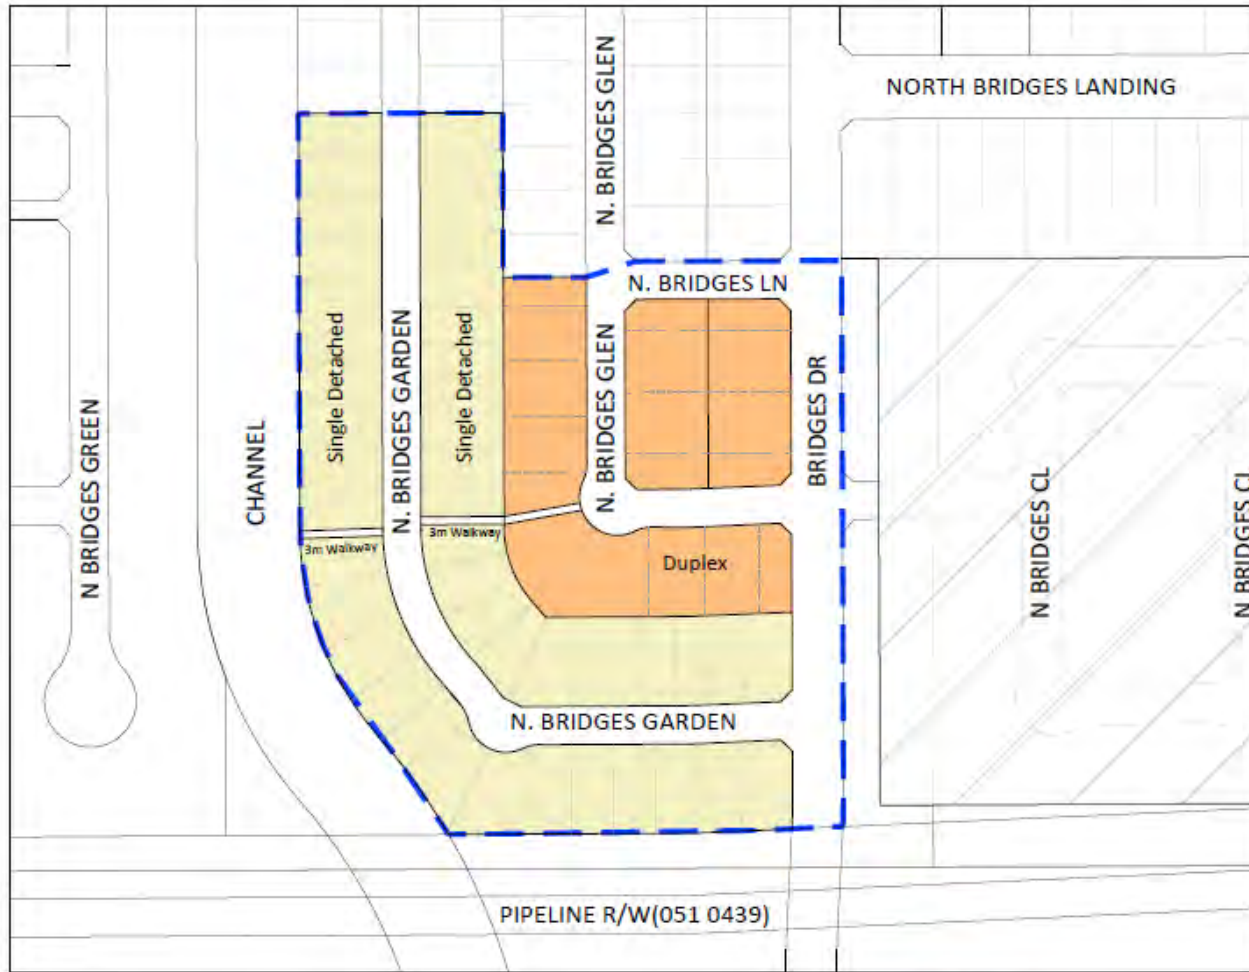 NORTH BRIDGES LANDING
N. BRIDGES GLEN
N. BRIDGES LN
Single Detached
N. BRIDGES GARDEN
Single Detached
N. BRIDGES GLEN
BRIDGES DR
N BRIDGES GREEN
CHANNEL
N BRIDGES CL
N BRIDGES CL
3m Walkway
3m Walkway
Duplex
N. BRIDGES GARDEN
PIPELINE R/W(051 0439)